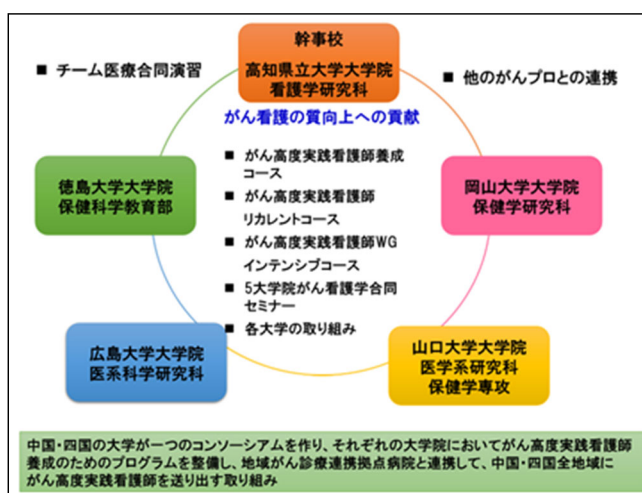 幹事校
高知県立大学大学院
看護学研究科
■ チーム医療合同演習
■ 他のがんプロとの連携
がん看護の質向上への貢献
■ がん高度実践看護師養成
コース
■ がん高度実践看護師
リカレントコース
■ がん高度実践看護師WG
インテンシブコース
■ 5大学院がん看護学合同
セミナー
■ 各大学の取り組み
徳島大学大学院
保健科学教育部
岡山大学大学院
保健学研究科
広島大学大学院
医系科学研究科
山口大学大学院
医学系研究科
保健学専攻
中国・四国の大学が一つのコンソーシアムを作り、それぞれの大学院においてがん高度実践看護師
養成のためのプログラムを整備し、地域がん診療連携拠点病院と連携して、中国・四国全地域に
がん高度実践看護師を送り出す取り組み